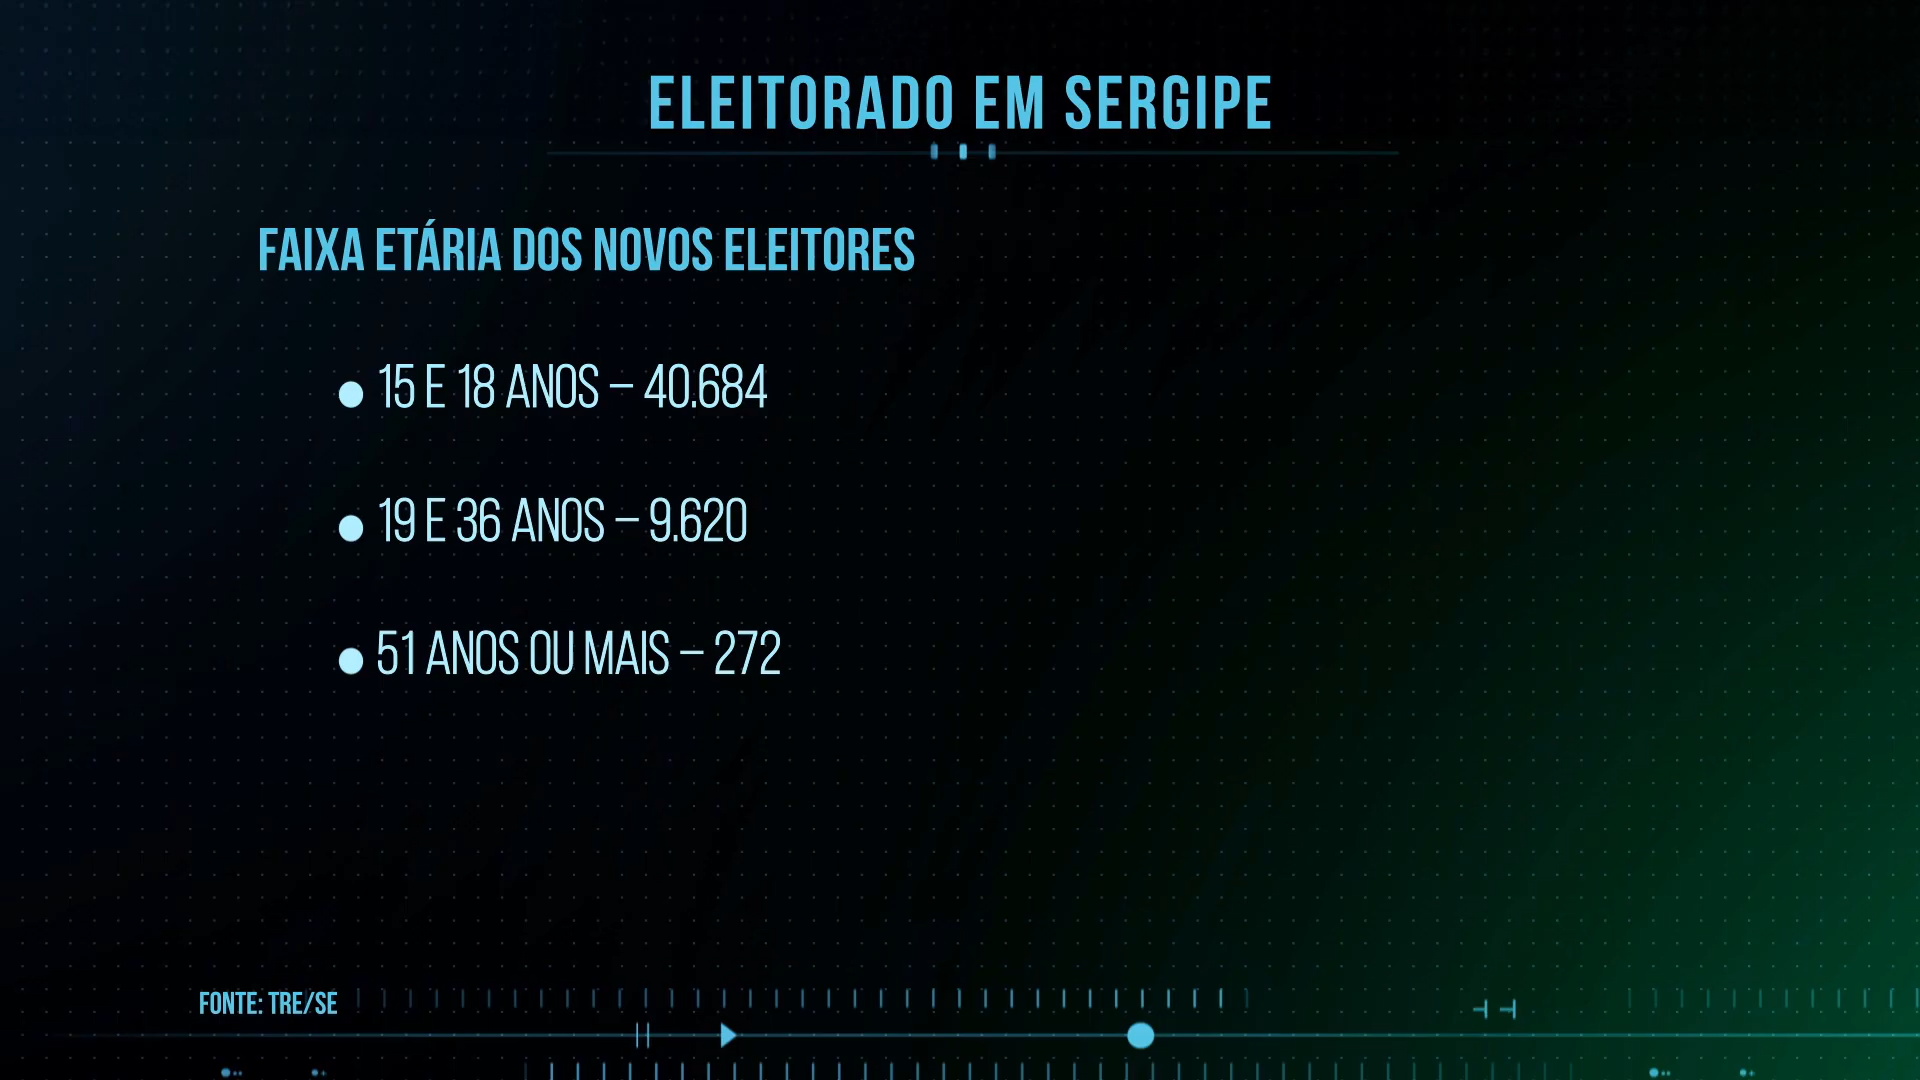 ELEITORADO EM SERGIPE
FAIXA ETÁRIA DOS NOVOS ELEITORES
● 15 E 18 ANOS – 40.684
● 19 E 36 ANOS – 9.620
● 51 ANOS OU MAIS – 272
FONTE: TRE/SE